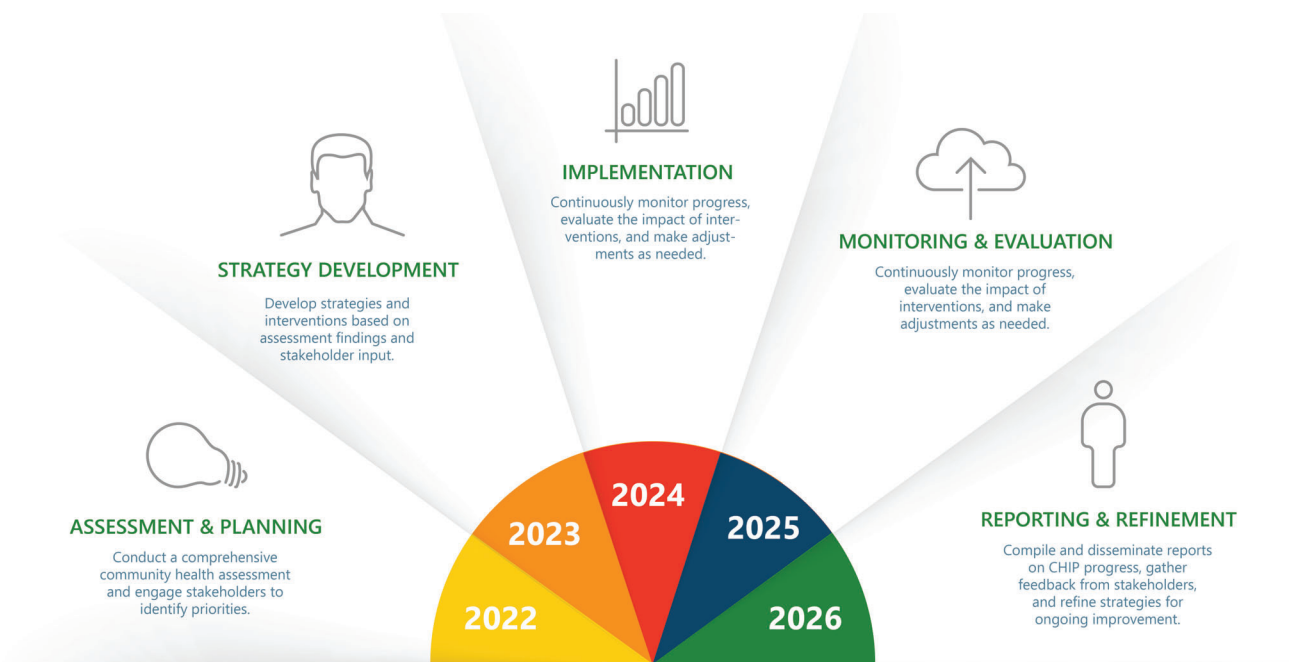 ASSESSMENT & PLANNING
Conduct a comprehensive
community health assessment
and engage stakeholders to
identify priorities.
2022
STRATEGY DEVELOPMENT
Develop strategies and
interventions based on
assessment findings and
stakeholder input.
2023
IMPLEMENTATION
Continuously monitor progress,
evaluate the impact of inter-
ventions, and make adjust-
ments as needed.
2024
MONITORING & EVALUATION
Continuously monitor progress,
evaluate the impact of
interventions, and make
adjustments as needed.
2025
REPORTING & REFINEMENT
Compile and disseminate reports
on CHIP progress, gather
feedback from stakeholders,
and refine strategies for
ongoing improvement.
2026